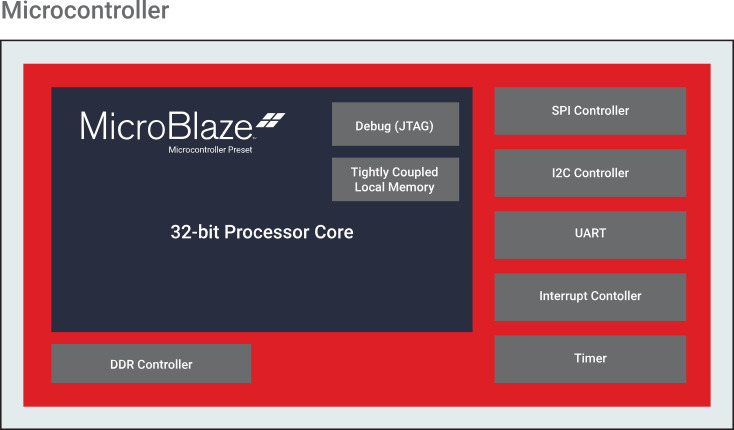 Microcontroller
MicroBlaze™
Microcontroller Preset
Debug (JTAG)
Tightly Coupled
Local Memory
32-bit Processor Core
SPI Controller
I2C Controller
UART
Interrupt Contoller
Timer
DDR Controller